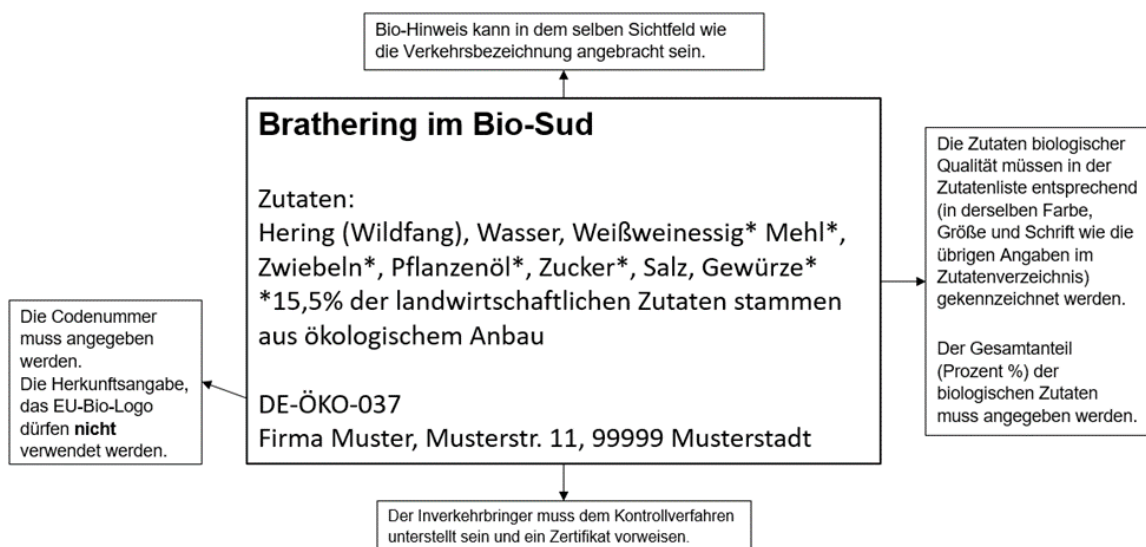 Bio-Hinweis kann in dem selben Sichtfeld wie
die Verkehrsbezeichnung angebracht sein.
Brathering im Bio-Sud
Zutaten:
Hering (Wildfang), Wasser, Weißweinessig* Mehl*,
Zwiebeln*, Pflanzenöl*, Zucker*, Salz, Gewürze*
*15,5% der landwirtschaftlichen Zutaten stammen
aus ökologischem Anbau
DE-ÖKO-037
Firma Muster, Musterstr. 11, 99999 Musterstadt
Die Zutaten biologischer
Qualität müssen in der
Zutatenliste entsprechend
(in derselben Farbe,
Größe und Schrift wie die
übrigen Angaben im
Zutatenverzeichnis)
gekennzeichnet werden.
Der Gesamtanteil
(Prozent %) der
biologischen Zutaten
muss angegeben werden.
Die Codenummer
muss angegeben
werden.
Die Herkunftsangabe,
das EU-Bio-Logo
dürfen nicht
verwendet werden.
Der Inverkehrbringer muss dem Kontrollverfahren
unterstellt sein und ein Zertifikat vorweisen.